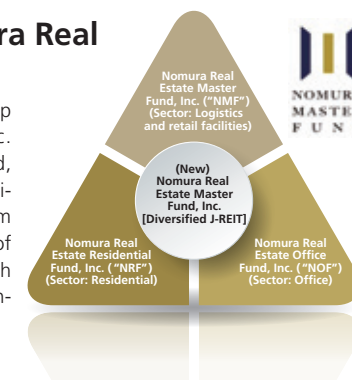 ra Real
p
c.
d,
i-
m
of
h
n-
Nomura Real
Estate Master
Fund, Inc. ("NMF")
(Sector: Logistics
and retail facilities)
(New)
Nomura Real
Estate Master
Fund, Inc.
[Diversified J-REIT]
Nomura Real
Estate Residential
Fund, Inc. ("NRF")
(Sector: Residential)
Nomura Real
Estate Office
Fund, Inc. ("NOF")
(Sector: Office)
NOMURA
MASTE
FUN